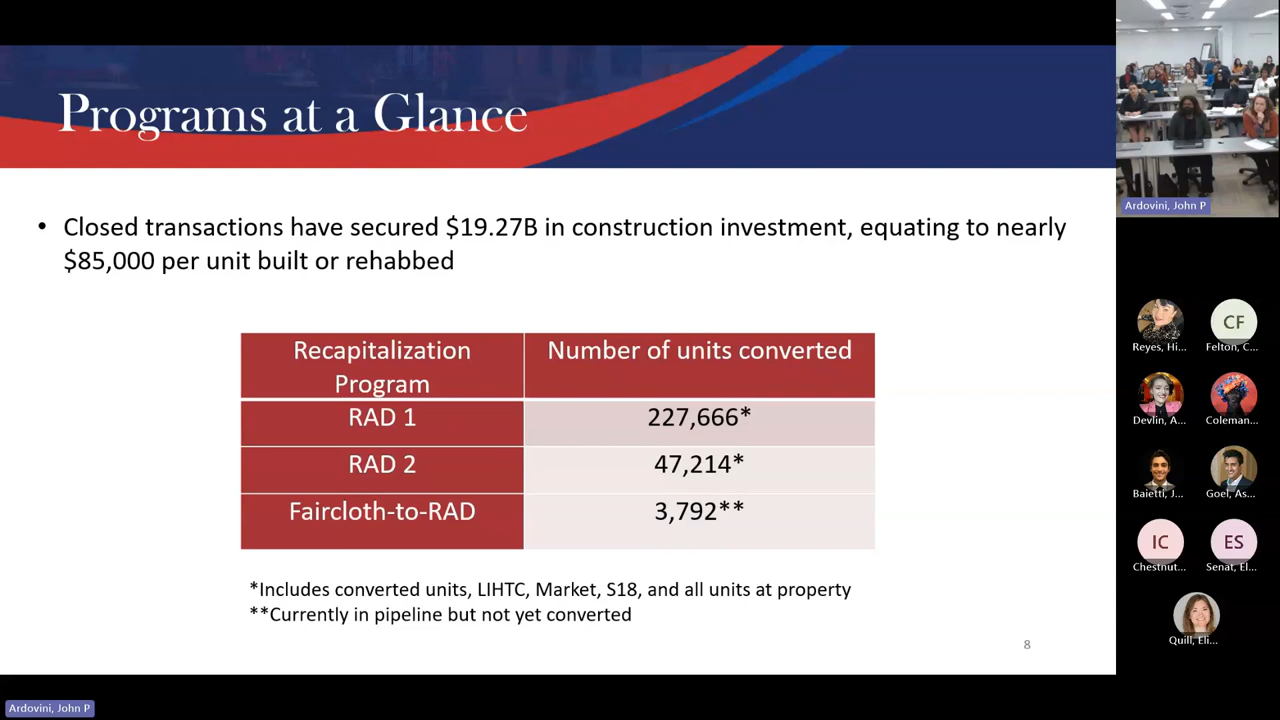 Programs at a Glance
• Closed transactions have secured $19.27B in construction investment, equating to nearly
$85,000 per unit built or rehabbed
Recapitalization
Program
Number of units converted
RAD 1
227,666*
RAD 2
47,214*
Faircloth-to-RAD
3,792**
*Includes converted units, LIHTC, Market, S18, and all units at property
**Currently in pipeline but not yet converted
8
Ardovini, John P
Ardovini, John P
Reyes, Hi...
CF
Felton, C...
Devlin, A...
Coleman...
Baietti, J...
Goel, As...
IC
Chestnut...
ES
Senat, El...
Quill, Eli...